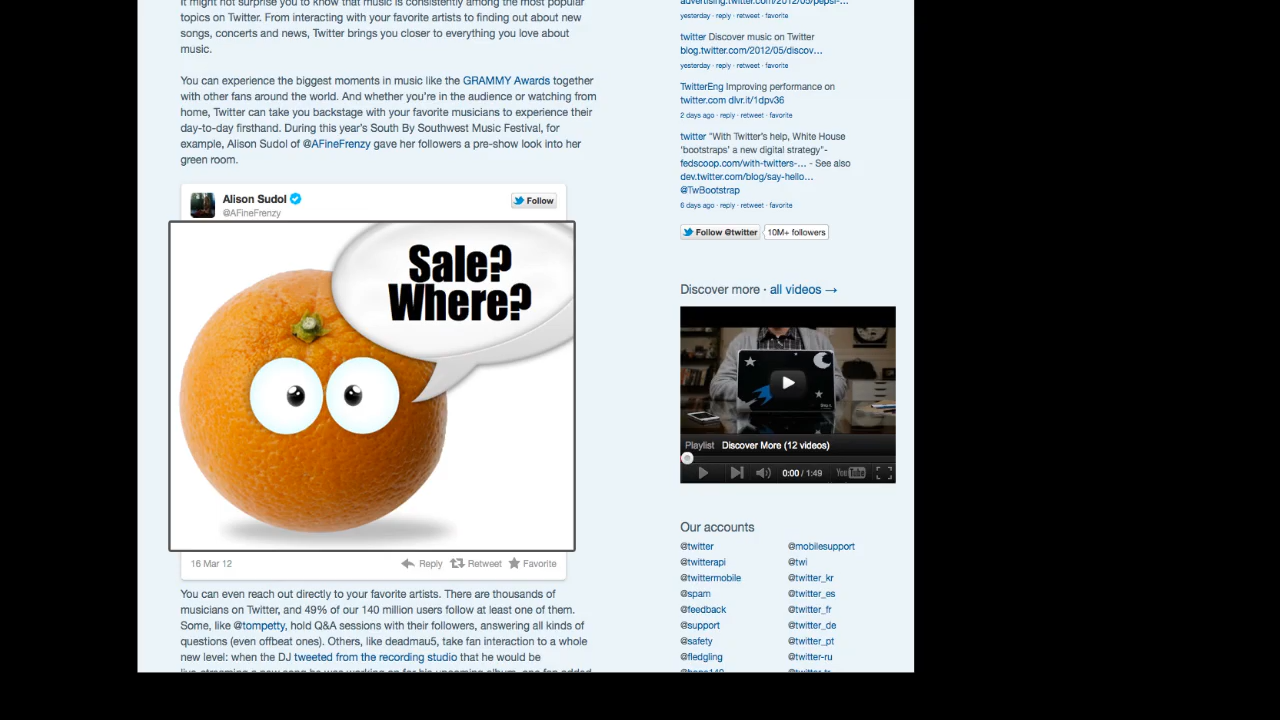 It might not surprise you to know that music is consistently among the most popular
topics on Twitter. From interacting with your favorite artists to finding out about new
songs, concerts and news, Twitter brings you closer to everything you love about
music.
You can experience the biggest moments in music like the GRAMMY Awards together
with other fans around the world. And whether you're in the audience or watching from
home, Twitter can take you backstage with your favorite musicians to experience their
day-to-day firsthand. During this year's South By Southwest Music Festival, for
example, Alison Sudol of @AFineFrenzy gave her followers a pre-show look into her
green room.
Alison Sudol
@AFineFrenzy
Follow
Sale?
Where?
16 Mar 12
Reply Retweet Favorite
You can even reach out directly to your favorite artists. There are thousands of
musicians on Twitter, and 49% of our 140 million users follow at least one of them.
Some, like @tompetty, hold Q&A sessions with their followers, answering all kinds of
questions (even offbeat ones). Others, like deadmau5, take fan interaction to a whole
new level: when the DJ tweeted from the recording studio that he would be
advertising.twitter.com/2012/05/pepsi-…
yesterday · reply · retweet · favorite
twitter Discover music on Twitter
blog.twitter.com/2012/05/discov…
yesterday · reply · retweet · favorite
TwitterEng Improving performance on
twitter.com dlvr.it/1dpv36
2 days ago · reply · retweet · favorite
twitter "With Twitter's help, White House
'bootstraps' a new digital strategy"-
fedscoop.com/with-twitters-… - See also
dev.twitter.com/blog/say-hello…
@TwBootstrap
6 days ago · reply · retweet · favorite
Follow @twitter 10M+ followers
Discover more · all videos →
Playlist Discover More (12 videos)
0:00 / 1:49 YouTube
Our accounts
@twitter @mobilesupport
@twitterapi @twj
@twittermobile @twitter_kr
@spam @twitter_es
@feedback @twitter_fr
@support @twitter_de
@safety @twitter_pt
@fledgling @twitter-ru